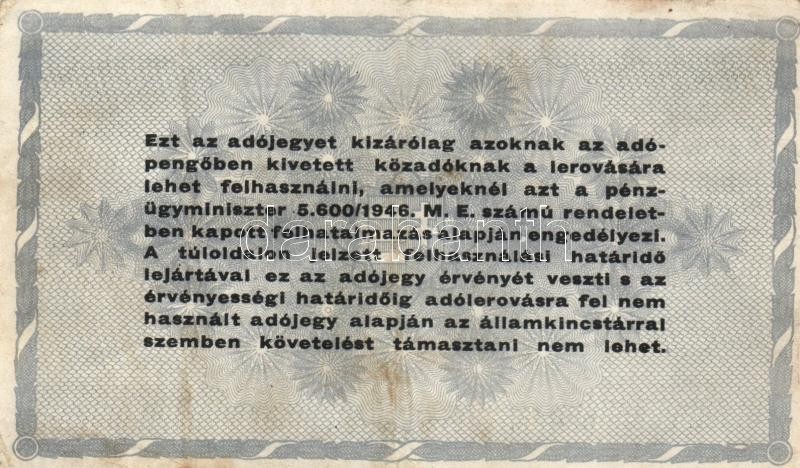 Ezt az adójegyet kizárólag azoknak az adó-
pengőben kivetett közadóknak a lerovására
lehet felhasználni, amelyeknél azt a pénz-
ügyminiszter 5.600/1946. M. E. számú rendelet-
ben kapott felhatalmazás alapján engedélyezi.
A túloldalon jelzett felhasználási határidő
lejártával ez az adójegy érvényét veszti s az
érvényességi határidőig adólerovásra fel nem
használt adójegy alapján az államkincstárral
szemben követelést támasztani nem lehet.
darabanth